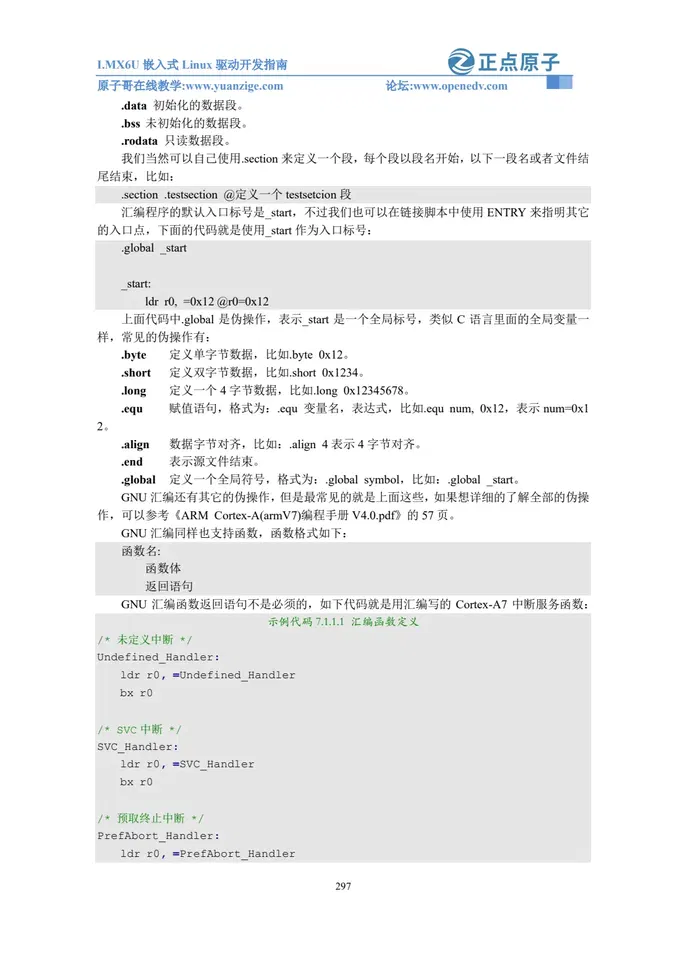 I.MX6U 嵌入式 Linux 驱动开发指南
正点原子
原子哥在线教学:www.yuanzige.com 论坛:www.openedv.com
.data 初始化的数据段。
.bss 未初始化的数据段。
.rodata 只读数据段。
我们当然可以自己使用.section 来定义一个段，每个段以段名开始，以下一段名或者文件结
尾结束，比如：
.section .testsection @定义一个 testsetcion 段
汇编程序的默认入口标号是_start，不过我们也可以在链接脚本中使用 ENTRY 来指明其它
的入口点，下面的代码就是使用_start 作为入口标号：
.global _start
_start:
ldr r0, =0x12 @r0=0x12
上面代码中.global 是伪操作，表示_start 是一个全局标号，类似 C 语言里面的全局变量一
样，常见的伪操作有：
.byte 定义单字节数据，比如.byte 0x12。
.short 定义双字节数据，比如.short 0x1234。
.long 定义一个 4 字节数据，比如.long 0x12345678。
.equ 赋值语句，格式为：.equ 变量名，表达式，比如.equ num, 0x12，表示 num=0x1
2。
.align 数据字节对齐，比如：.align 4 表示 4 字节对齐。
.end 表示源文件结束。
.global 定义一个全局符号，格式为：.global symbol，比如：.global _start。
GNU 汇编还有其它的伪操作，但是最常见的就是上面这些，如果想详细的了解全部的伪操
作，可以参考《ARM Cortex-A(armV7)编程手册 V4.0.pdf》的 57 页。
GNU 汇编同样也支持函数，函数格式如下：
函数名:
函数体
返回语句
GNU 汇编函数返回语句不是必须的，如下代码就是用汇编写的 Cortex-A7 中断服务函数：
示例代码 7.1.1.1 汇编函数定义
/* 未定义中断 */
Undefined_Handler:
ldr r0, =Undefined_Handler
bx r0
/* SVC 中断 */
SVC_Handler:
ldr r0, =SVC_Handler
bx r0
/* 预取终止中断 */
PrefAbort_Handler:
ldr r0, =PrefAbort_Handler
297